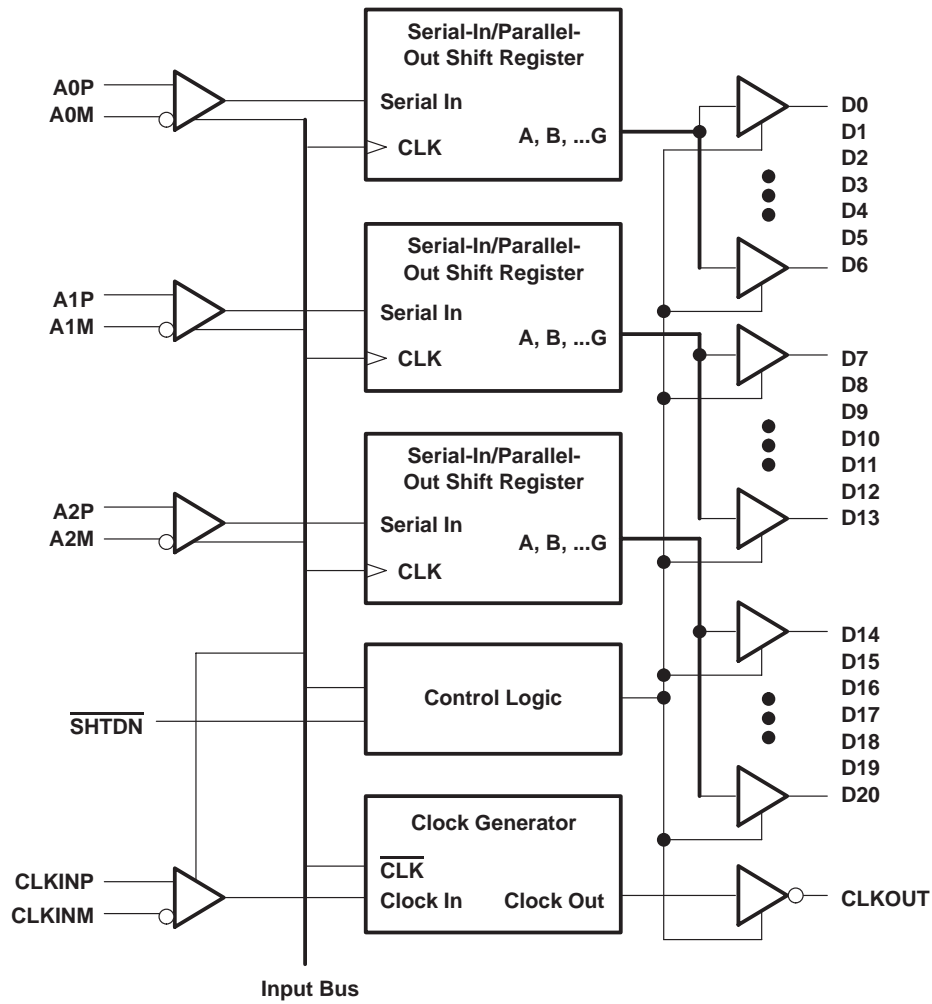 Serial-In/Parallel-
Out Shift Register
A0P
A0M
Serial In
CLK
A, B, ...G
D0
D1
D2
D3
D4
D5
D6
Serial-In/Parallel-
Out Shift Register
A1P
A1M
Serial In
CLK
A, B, ...G
D7
D8
D9
D10
D11
D12
D13
Serial-In/Parallel-
Out Shift Register
A2P
A2M
Serial In
CLK
A, B, ...G
D14
D15
D16
D17
D18
D19
D20
Control Logic
SHTDN
Clock Generator
CLKINP
CLKINM
CLK
Clock In
Clock Out
CLKOUT
Input Bus